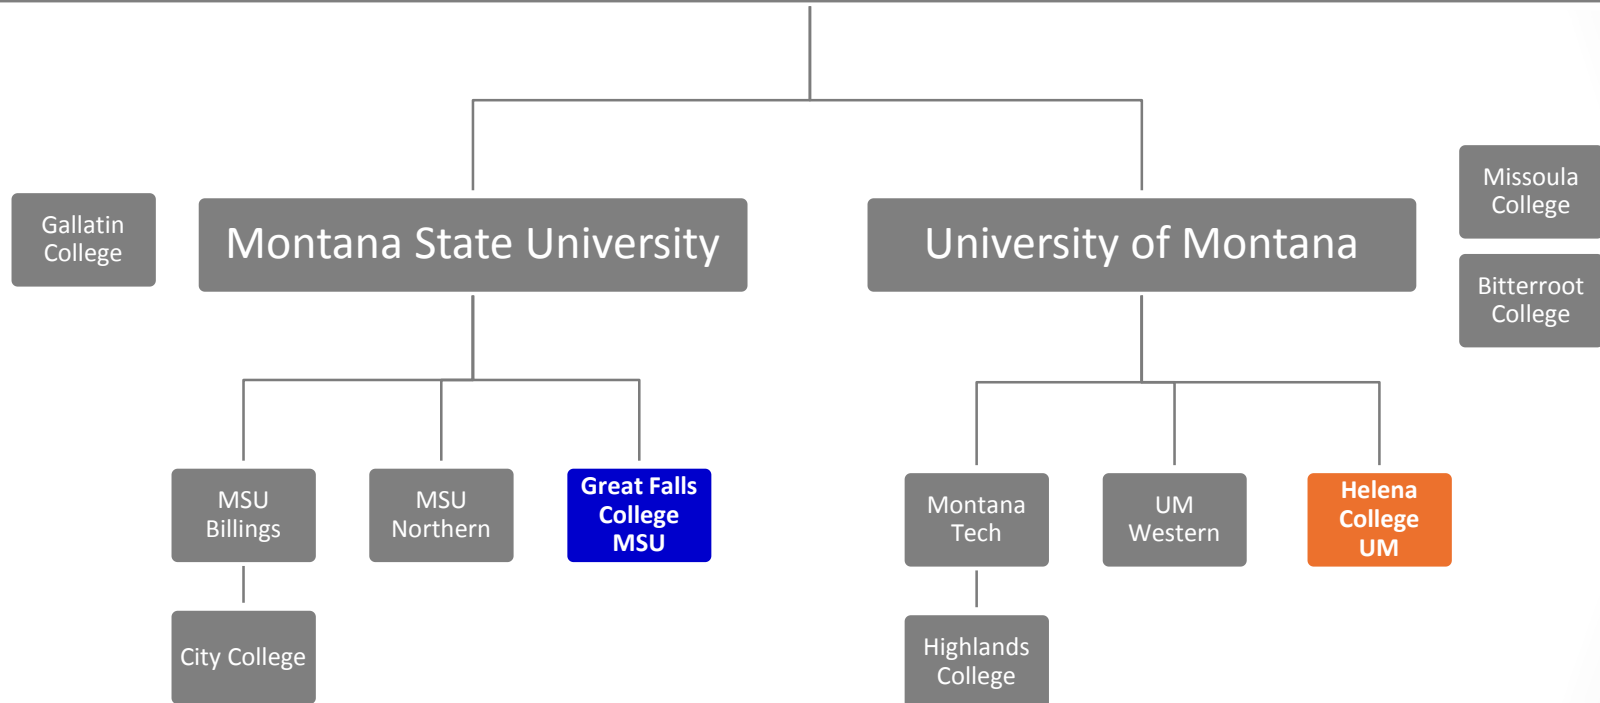 Gallatin
College
Montana State University
University of Montana
Missoula
College
Bitterroot
College
MSU
Billings
MSU
Northern
Great Falls
College
MSU
Montana
Tech
UM
Western
Helena
College
UM
City College
Highlands
College